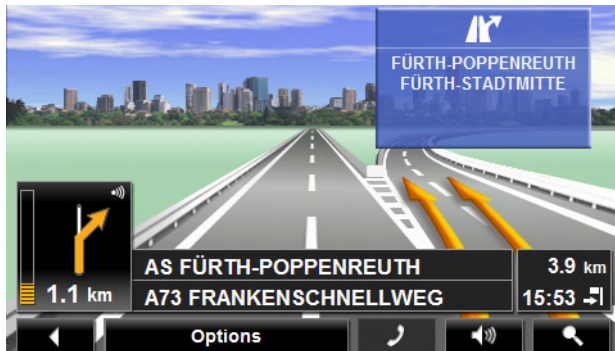 FÜRTH-POPPENREUTH
FÜRTH-STADTMITTE
AS FÜRTH-POPPENREUTH
3.9 km
1.1 km
A73 FRANKENSCHNELLWEG
15:53
Options